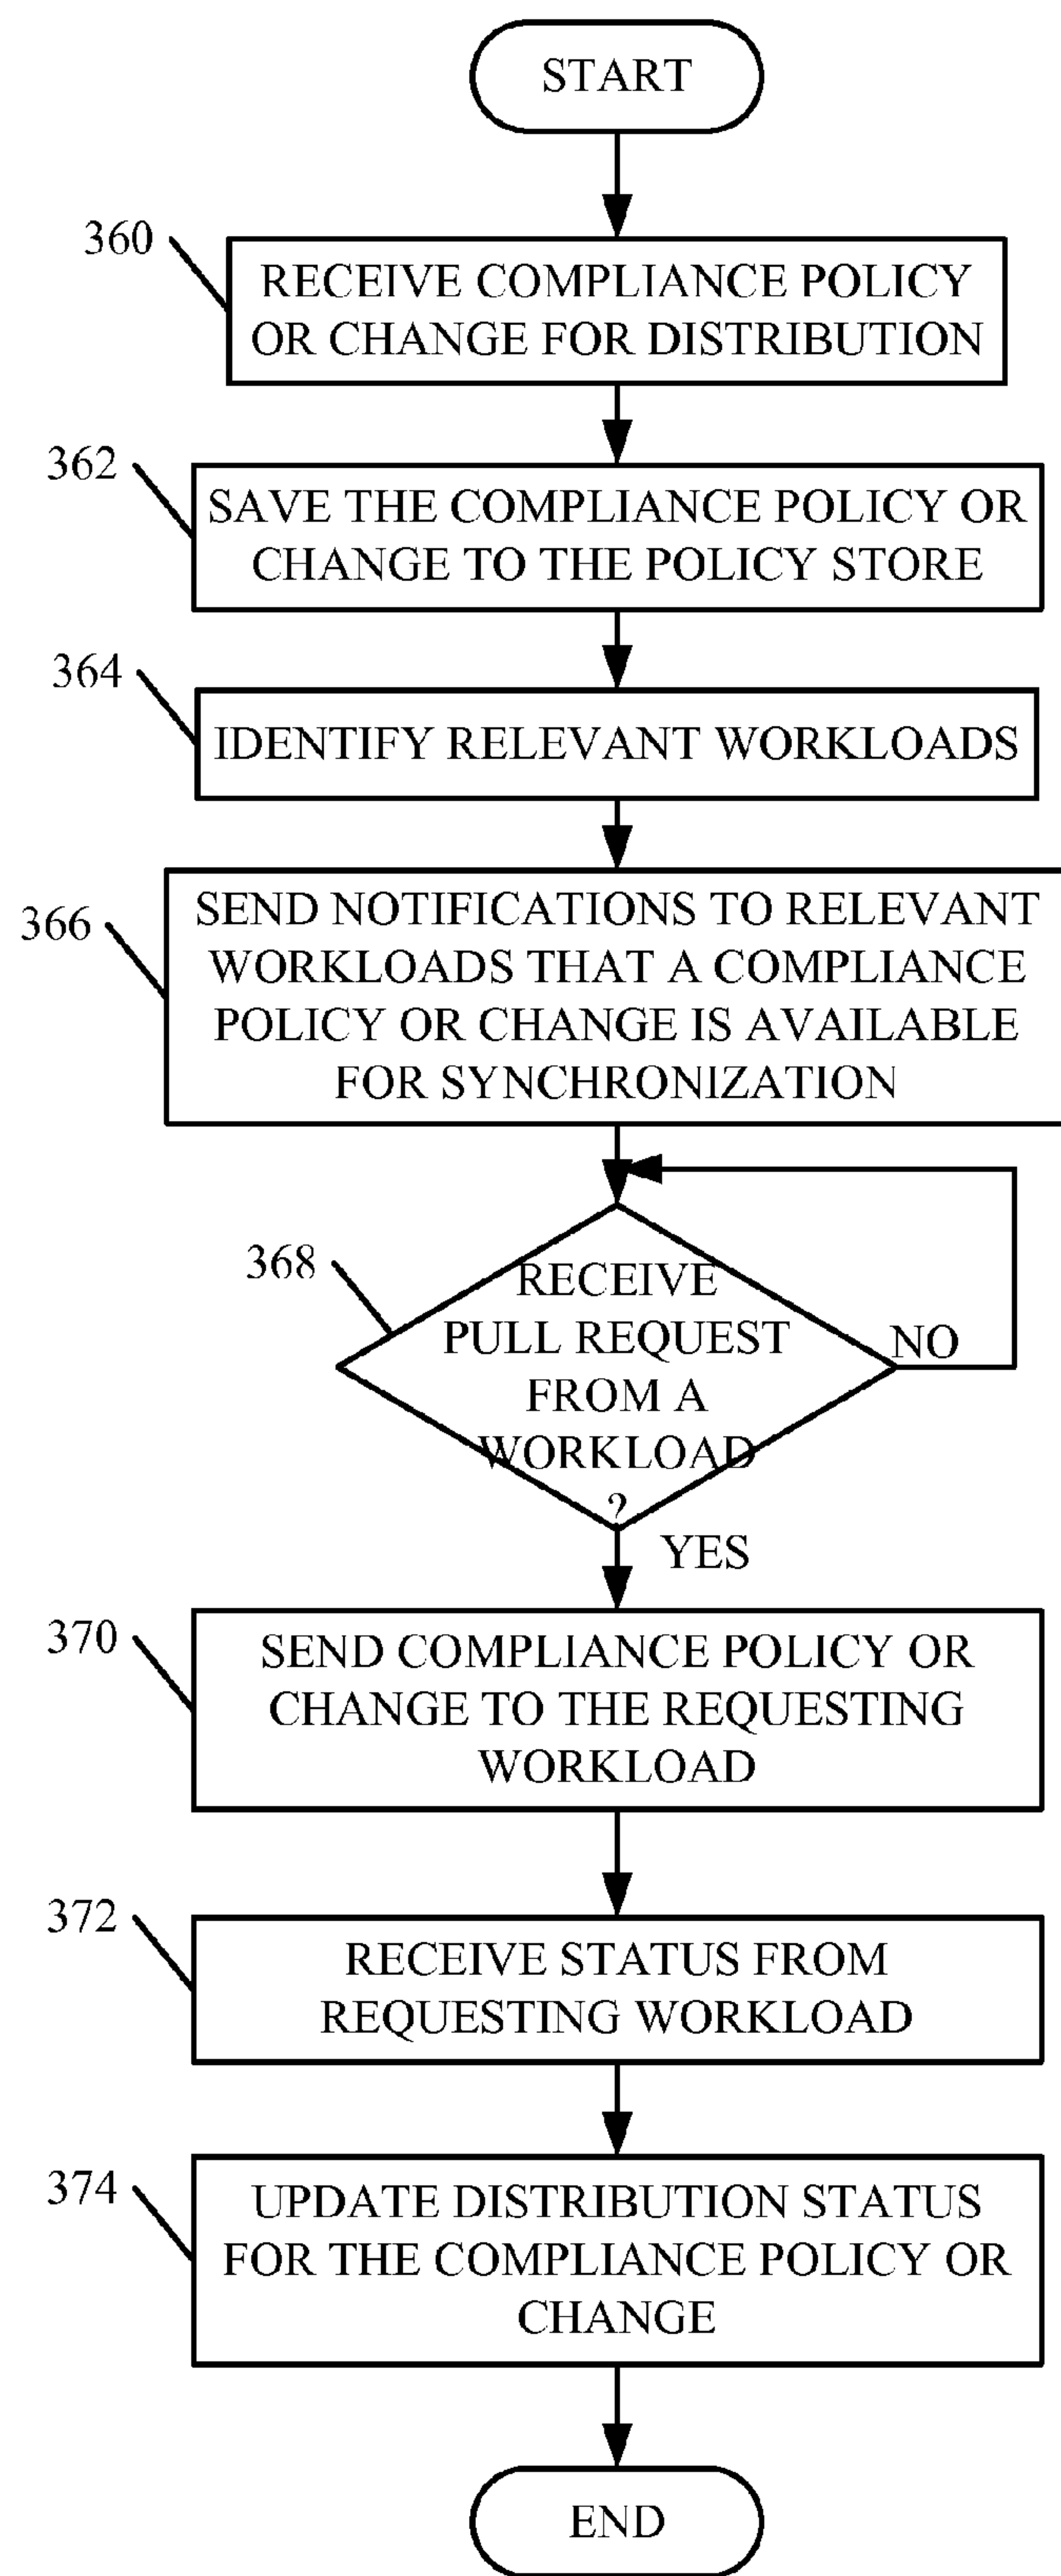 START
360
RECEIVE COMPLIANCE POLICY
OR CHANGE FOR DISTRIBUTION
362
SAVE THE COMPLIANCE POLICY OR
CHANGE TO THE POLICY STORE
364
IDENTIFY RELEVANT WORKLOADS
366
SEND NOTIFICATIONS TO RELEVANT
WORKLOADS THAT A COMPLIANCE
POLICY OR CHANGE IS AVAILABLE
FOR SYNCHRONIZATION
368
RECEIVE
PULL REQUEST
FROM A
WORKLOAD
?
NO
YES
370
SEND COMPLIANCE POLICY OR
CHANGE TO THE REQUESTING
WORKLOAD
372
RECEIVE STATUS FROM
REQUESTING WORKLOAD
374
UPDATE DISTRIBUTION STATUS
FOR THE COMPLIANCE POLICY OR
CHANGE
END